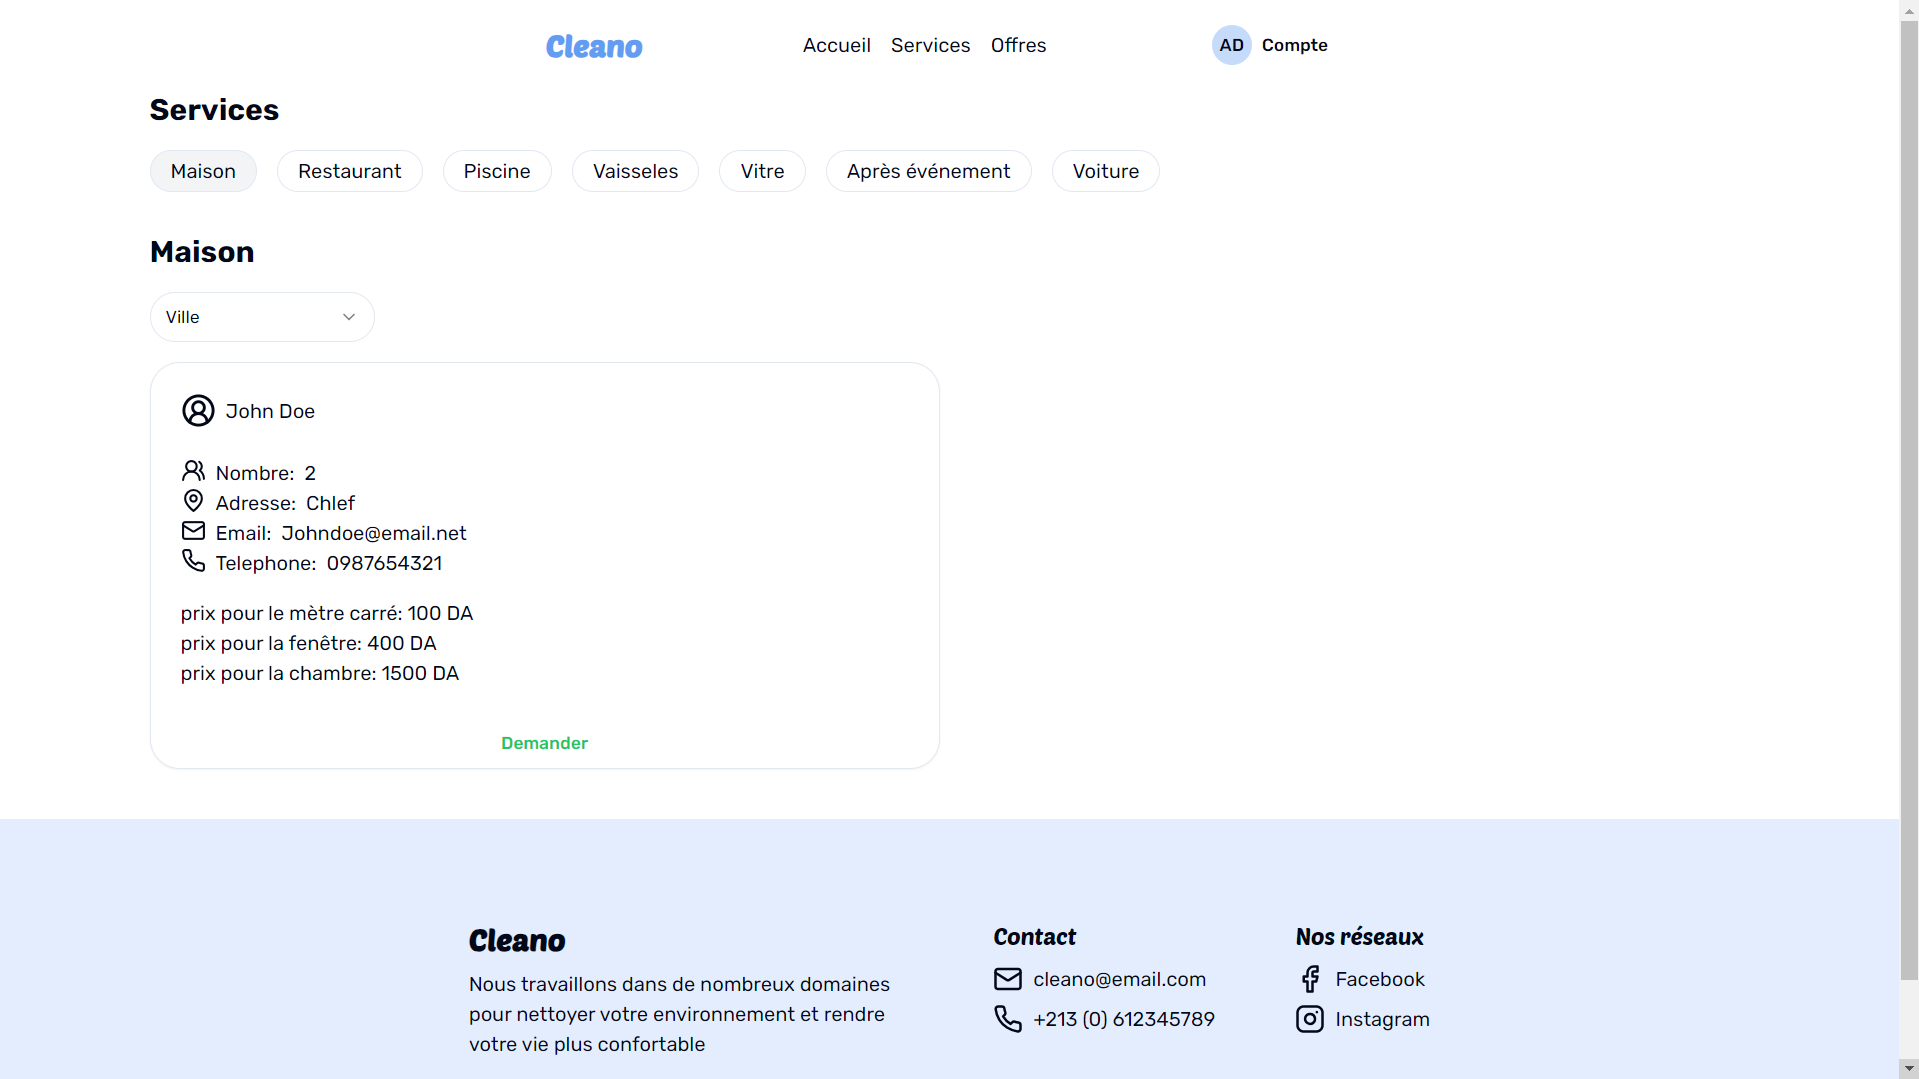 Cleano
Accueil Services Offres
AD Compte
Services
Maison Restaurant Piscine Vaisseles Vitre Après événement Voiture
Maison
Ville
John Doe
Nombre: 2
Adresse: Chlef
Email: Johndoe@email.net
Telephone: 0987654321
prix pour le mètre carré: 100 DA
prix pour la fenêtre: 400 DA
prix pour la chambre: 1500 DA
Demander
Cleano
Nous travaillons dans de nombreux domaines
pour nettoyer votre environnement et rendre
votre vie plus confortable
Contact
cleano@email.com
+213 (0) 612345789
Nos réseaux
Facebook
Instagram